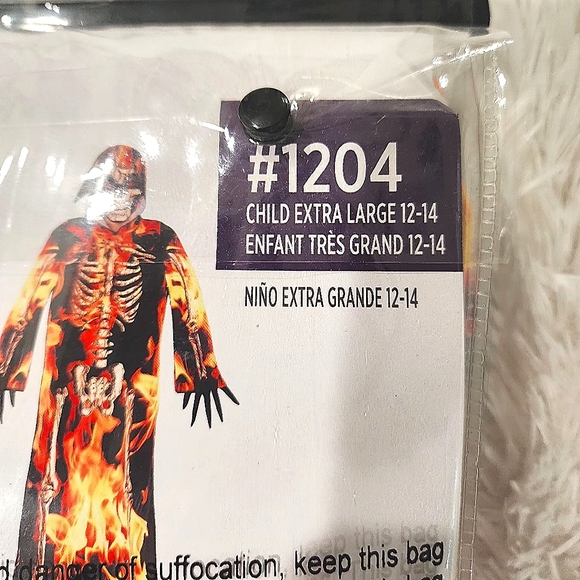 #1204
CHILD EXTRA LARGE 12-14
ENFANT TRÈS GRAND 12-14
NIÑO EXTRA GRANDE 12-14
danger of suffocation, keep this bag
bag